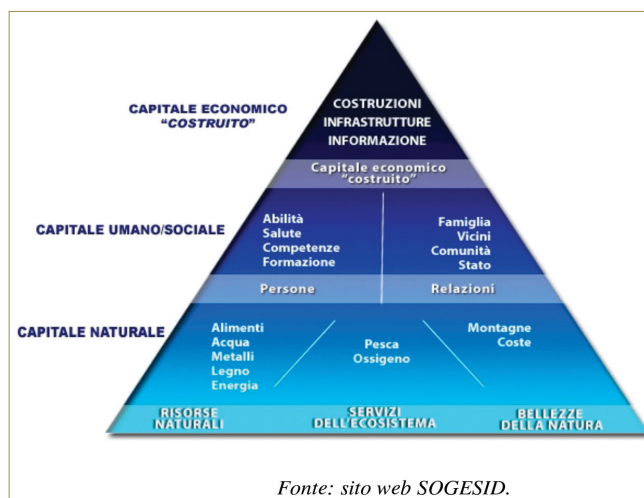 CAPITALE ECONOMICO
“COSTRUITO”
COSTRUZIONI
INFRASTRUTTURE
INFORMAZIONE
Capitale economico
“costruito”
CAPITALE UMANO/SOCIALE
Abilità
Salute
Competenze
Formazione
Famiglia
Vicini
Comunità
Stato
Persone
Relazioni
CAPITALE NATURALE
Alimenti
Acqua
Metalli
Legno
Energia
Pesca
Ossigeno
Montagne
Coste
RISORSE
NATURALI
SERVIZI
DELL'ECOSISTEMA
BELLEZZE
DELLA NATURA
Fonte: sito web SOGESID.